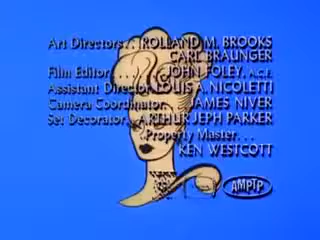 Art Directors... ROLLAND M. BROOKS
CARL BRAUNGER
Film Editor.... JOHN FOLEY, A.C.E.
Assistant Director LOUIS A. NICOLETTI
Camera Coordinator. JAMES NIVER
Set Decorator.. ARTHUR JEPH PARKER
Property Master...
KEN WESTCOTT
AMPTP